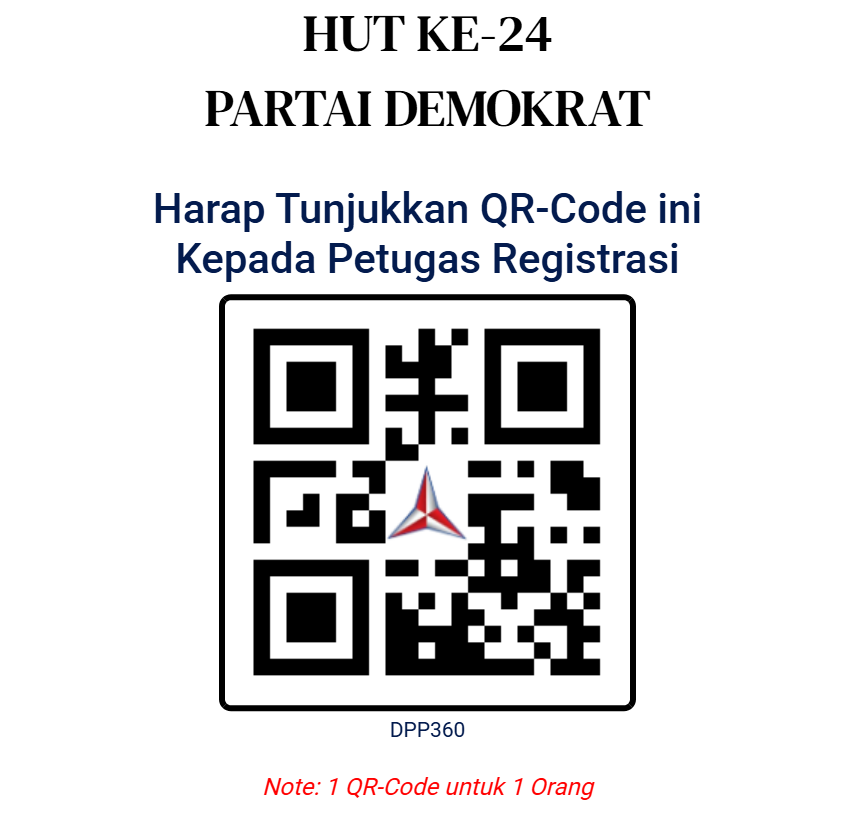 HUT KE-24
PARTAI DEMOKRAT
Harap Tunjukkan QR-Code ini
Kepada Petugas Registrasi
DPP360
Note: 1 QR-Code untuk 1 Orang